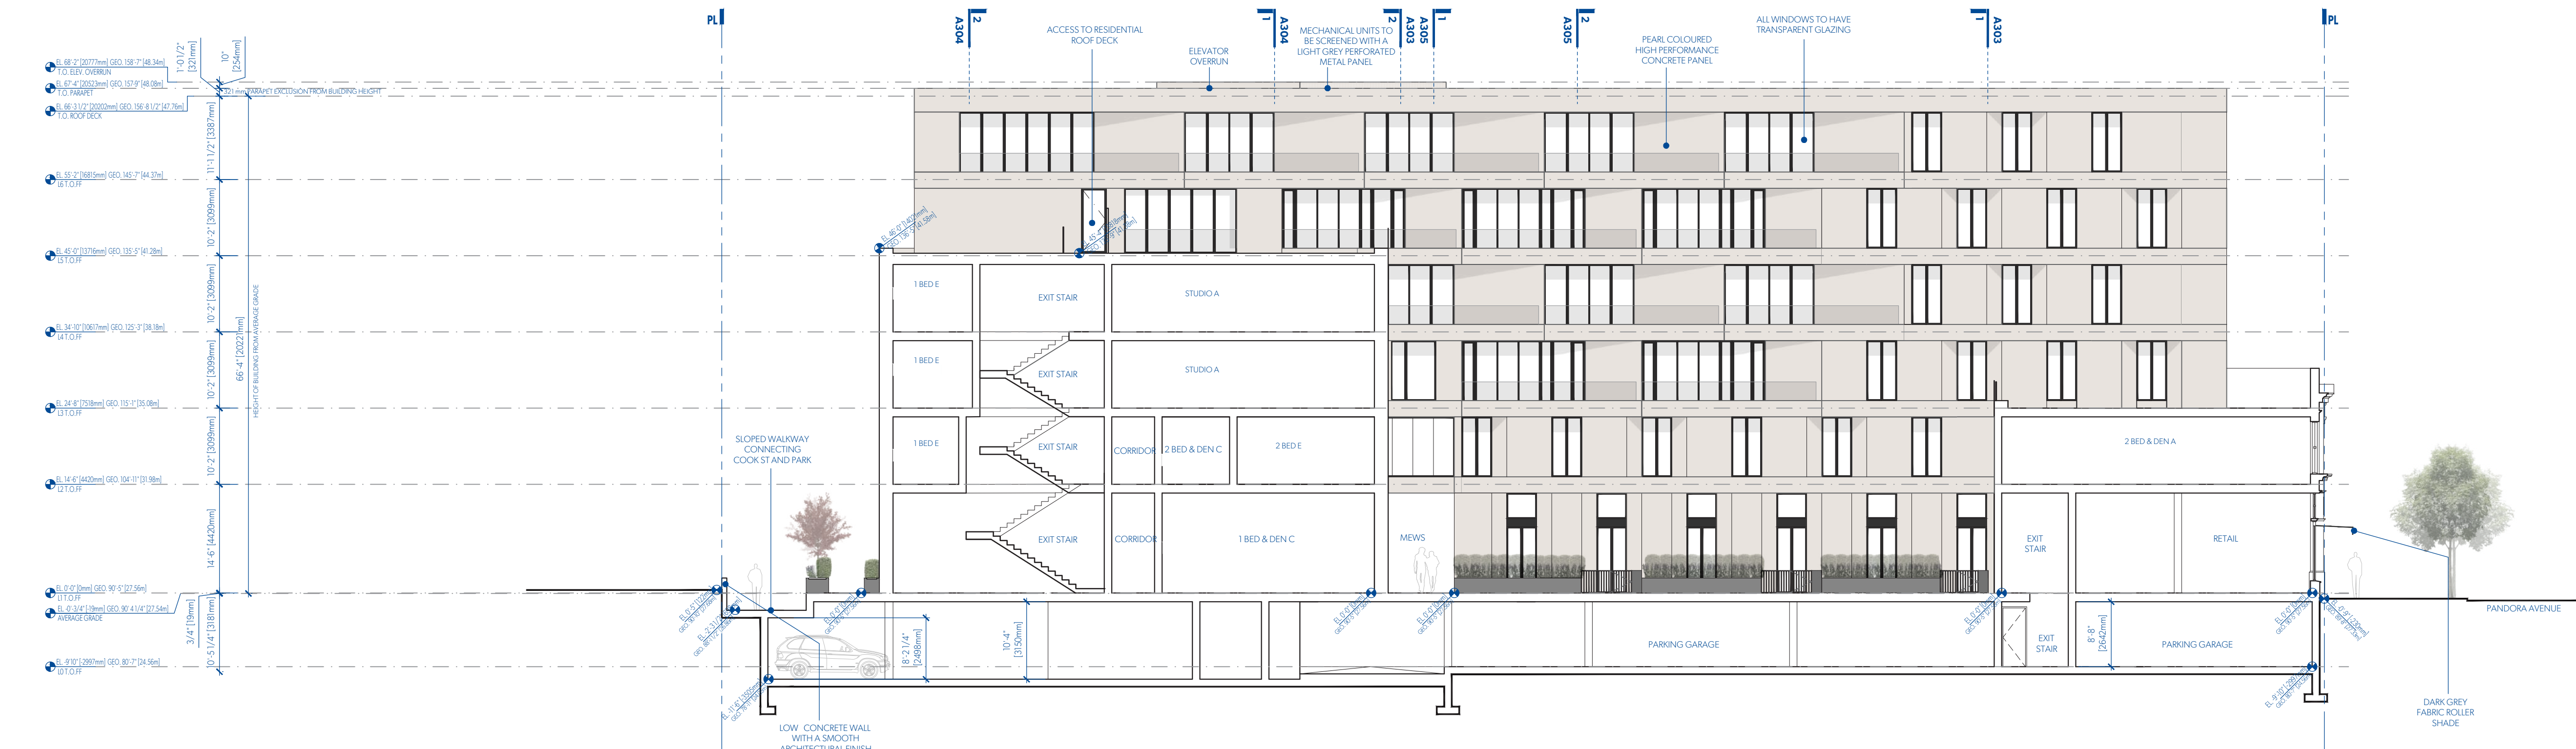 PL
A304
2
ACCESS TO RESIDENTIAL
ROOF DECK
ELEVATOR
OVERRUN
1
A304
MECHANICAL UNITS TO
BE SCREENED WITH A
LIGHT GREY PERFORATED
METAL PANEL
2
A303
A305
1
A305
2
PEARL COLOURED
HIGH PERFORMANCE
CONCRETE PANEL
ALL WINDOWS TO HAVE
TRANSPARENT GLAZING
1
A303
PL
1'-0 1/2"
[321mm]
10"
[254mm]
EL. 68'-2" [20777mm] GEO. 158'-7" [48.34m]
T.O. ELEV. OVERRUN
EL. 67'-4" [20523mm] GEO. 157'-9" [48.08m]
T.O. PARAPET
321 mm PARAPET EXCLUSION FROM BUILDING HEIGHT
EL. 66'-3 1/2" [20202mm] GEO. 156'-8 1/2" [47.76m]
T.O. ROOF DECK
11'-1 1/2" [3387mm]
EL. 55'-2" [16815mm] GEO. 145'-7" [44.37m]
L6 T.O.FF
10'-2" [3099mm]
EL. 45'-0" [13716mm] GEO. 135'-5" [41.28m]
L5 T.O.FF
10'-2" [3099mm]
EL. 34'-10" [10617mm] GEO. 125'-3" [38.18m]
L4 T.O.FF
10'-2" [3099mm]
66'-4" [20221mm]
HEIGHT OF BUILDING FROM AVERAGE GRADE
EL. 24'-8" [7518mm] GEO. 115'-1" [35.08m]
L3 T.O.FF
10'-2" [3099mm]
EL. 14'-6" [4420mm] GEO. 104'-11" [31.98m]
L2 T.O.FF
14'-6" [4420mm]
EL. 0'-0" [0mm] GEO. 90'-5" [27.56m]
L1 T.O.FF
EL. -0'-3/4" [-19mm] GEO. 90' 4 1/4" [27.54m]
AVERAGE GRADE
3/4" [19mm]
10'-5 1/4" [3181mm]
EL. -9'10" [-2997mm] GEO. 80'-7" [24.56m]
L0 T.O.FF
1 BED E
EXIT STAIR
STUDIO A
1 BED E
EXIT STAIR
STUDIO A
SLOPED WALKWAY
CONNECTING
COOK ST AND PARK
1 BED E
EXIT STAIR
CORRIDOR
2 BED & DEN C
2 BED E
2 BED & DEN A
EXIT STAIR
CORRIDOR
1 BED & DEN C
MEWS
EXIT
STAIR
RETAIL
PANDORA AVENUE
8'-2 1/4"
[2498mm]
10'-4"
[3150mm]
PARKING GARAGE
EXIT
STAIR
8'-8"
[2642mm]
PARKING GARAGE
LOW CONCRETE WALL
WITH A SMOOTH
ARCHITECTURAL FINISH
DARK GREY
FABRIC ROLLER
SHADE